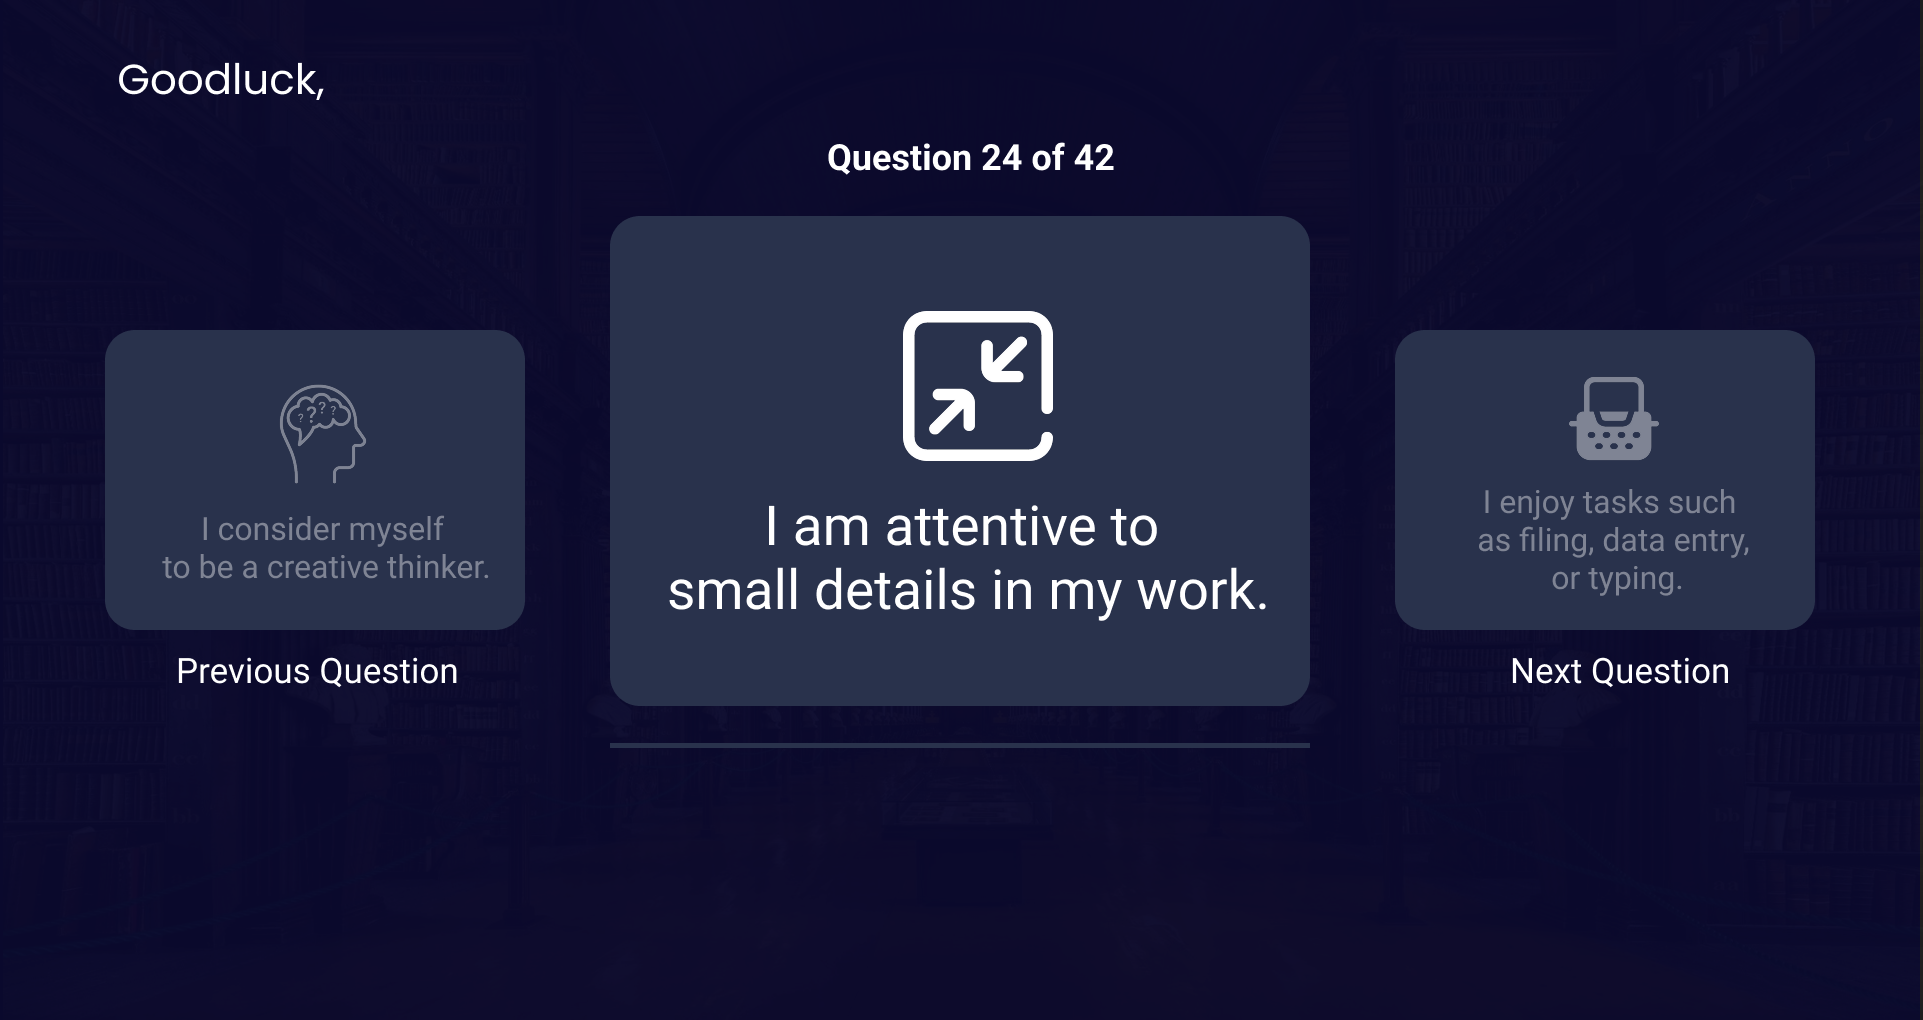 Goodluck,
Question 24 of 42
? ? ? ?
I consider myself
to be a creative thinker.
Previous Question
I am attentive to
small details in my work.
I enjoy tasks such
as filing, data entry,
or typing.
Next Question